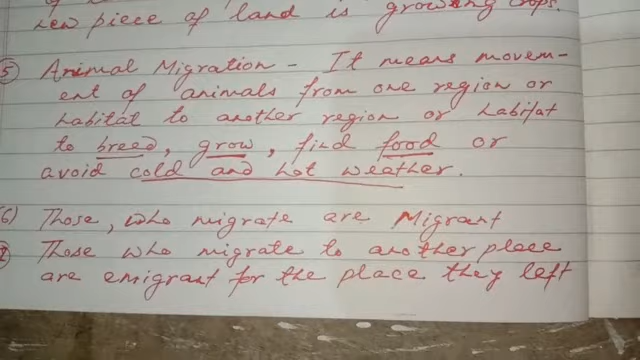 new piece of land is growing crops.
5 Animal Migration - It means movem-
ent of animals from one region or
habitat to another region or habitat
to breed, grow, find food or
avoid cold and hot weather.
6) Those, who migrate are Migrant
Those who migrate to another place
are emigrant for the place they left